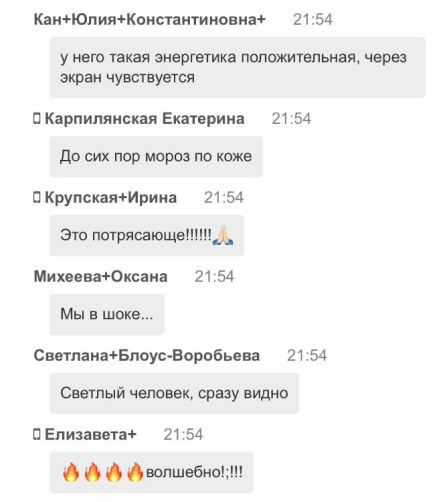 Кан+Юлия+Константиновна+ 21:54
у него такая энергетика положительная, через
экран чувствуется
▯ Карпилянская Екатерина 21:54
До сих пор мороз по коже
▯ Крупская+Ирина 21:54
Это потрясающе!!!!!!🙏🏻
Михеева+Оксана 21:54
Мы в шоке...
Светлана+Блоус-Воробьева 21:54
Светлый человек, сразу видно
▯ Елизавета+ 21:54
🔥🔥🔥🔥волшебно!;!!!